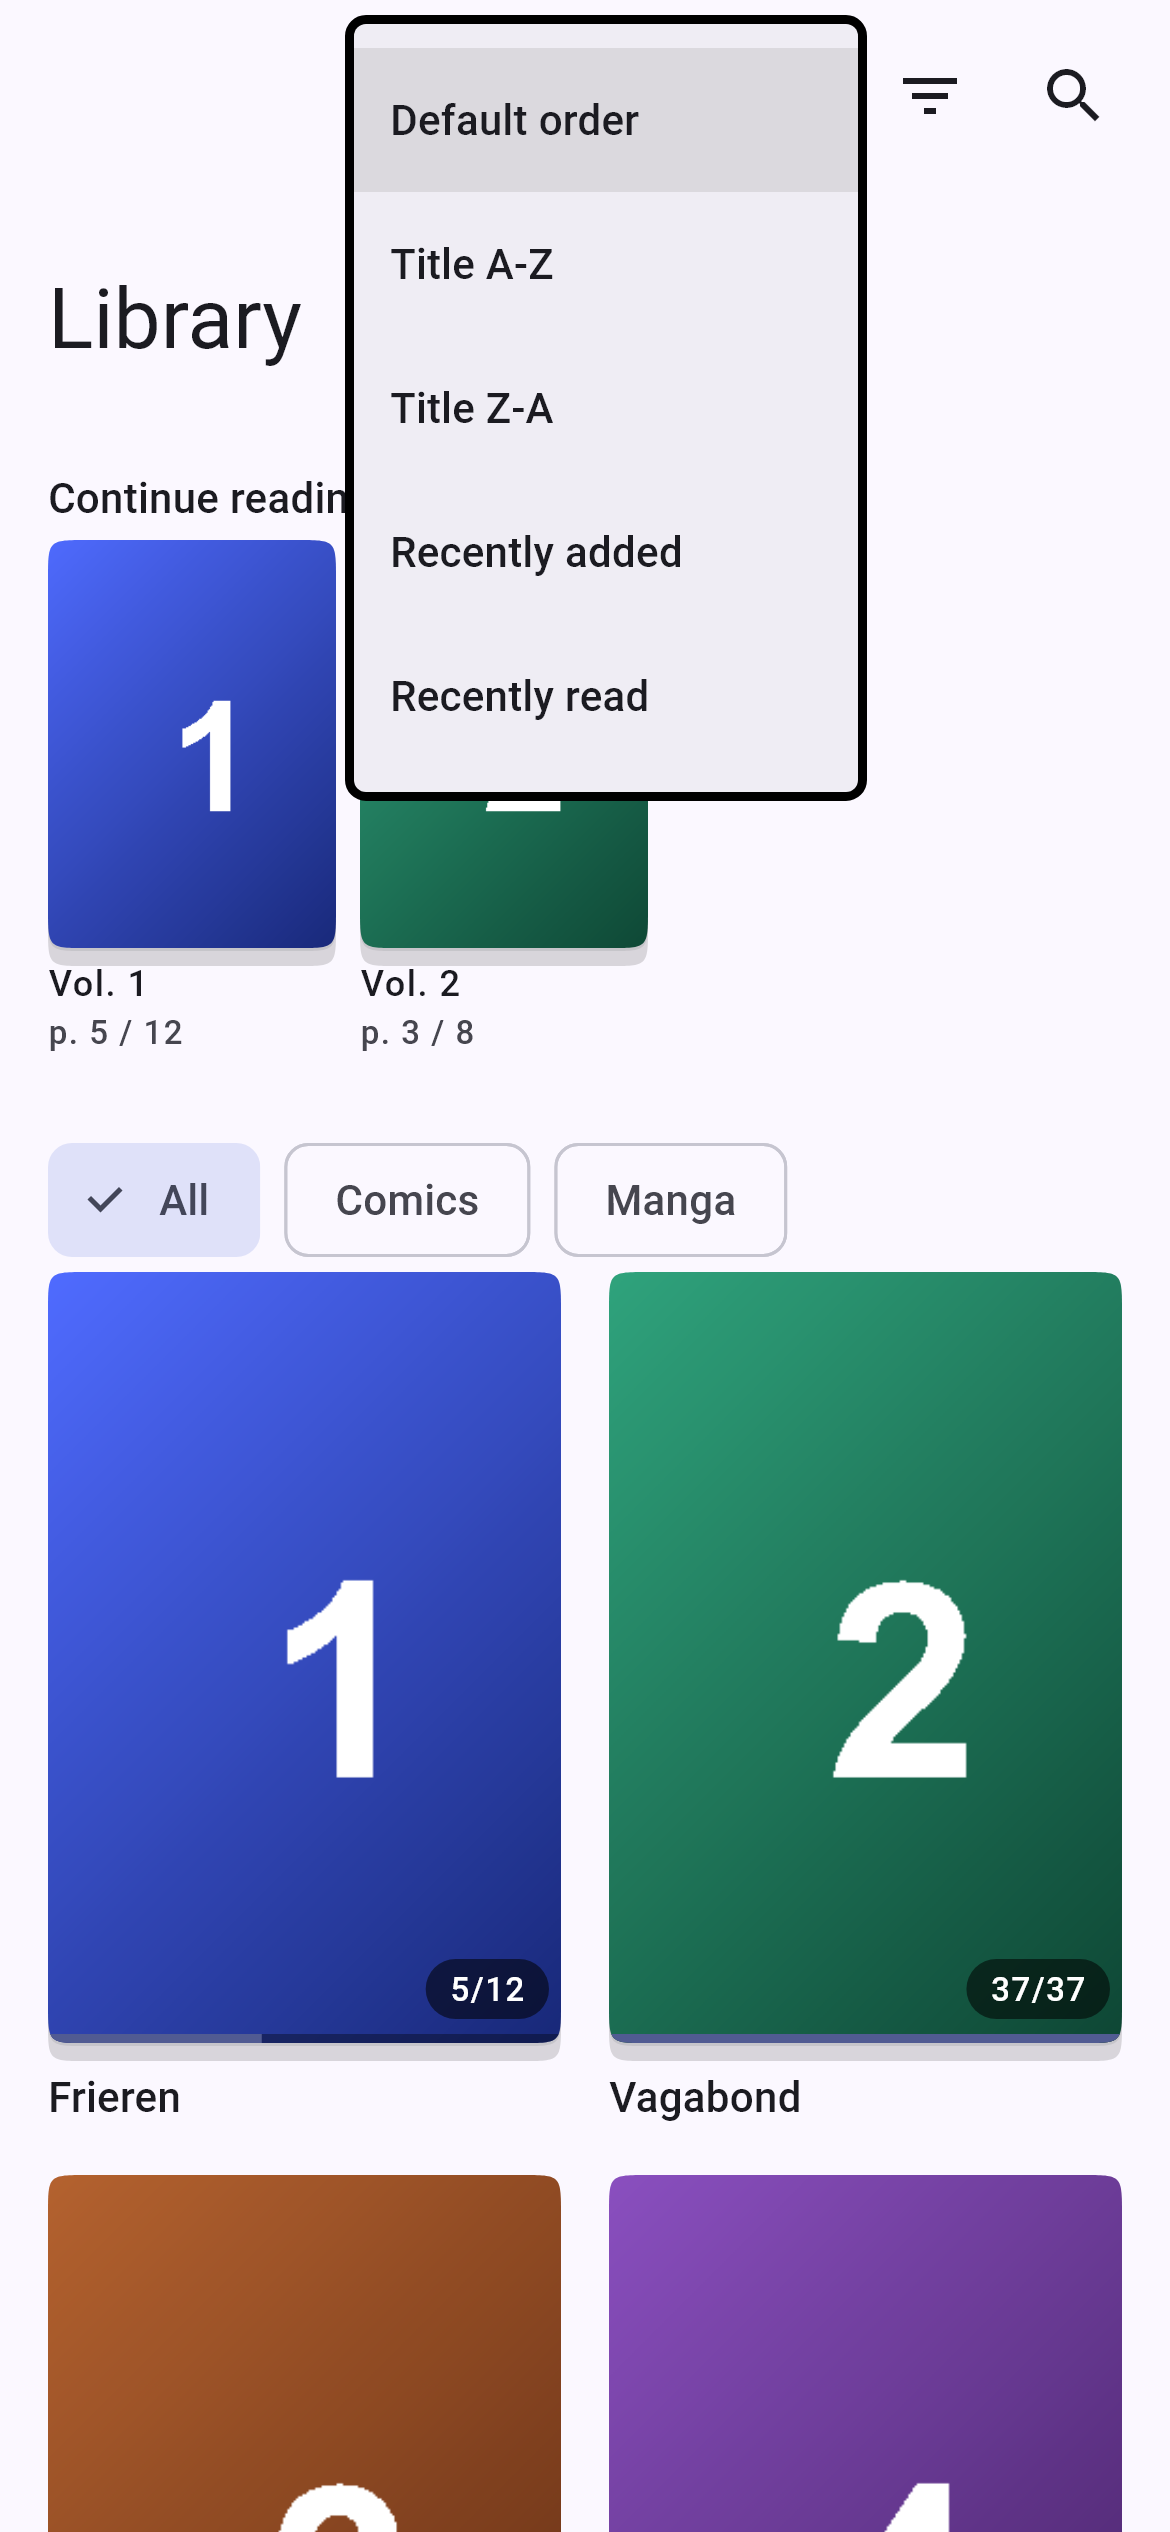 Default order
Title A-Z
Title Z-A
Recently added
Recently read
Library
Continue readin
1
Vol. 1
p. 5 / 12
Vol. 2
p. 3 / 8
All
Comics
Manga
1
2
5/12
37/37
Frieren
Vagabond